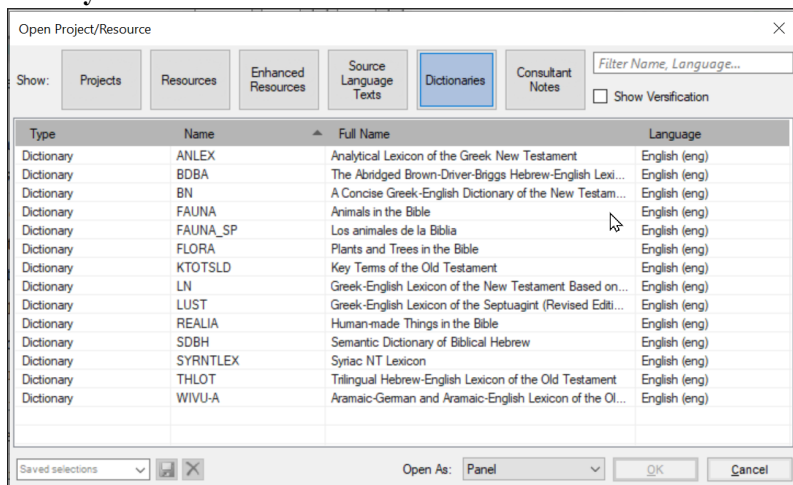 Open Project/Resource
Show: Projects Resources Enhanced Resources Source Language Texts Dictionaries Consultant Notes Filter Name, Language...
Show Versification
Type Name Full Name Language
Dictionary ANLEX Analytical Lexicon of the Greek New Testament English (eng)
Dictionary BDBA The Abridged Brown-Driver-Briggs Hebrew-English Lexi... English (eng)
Dictionary BN A Concise Greek-English Dictionary of the New Testam... English (eng)
Dictionary FAUNA Animals in the Bible English (eng)
Dictionary FAUNA_SP Los animales de la Biblia English (eng)
Dictionary FLORA Plants and Trees in the Bible English (eng)
Dictionary KTOTSLD Key Terms of the Old Testament English (eng)
Dictionary LN Greek-English Lexicon of the New Testament Based on... English (eng)
Dictionary LUST Greek-English Lexicon of the Septuagint (Revised Editi... English (eng)
Dictionary REALIA Human-made Things in the Bible English (eng)
Dictionary SDBH Semantic Dictionary of Biblical Hebrew English (eng)
Dictionary SYRNTLEX Syriac NT Lexicon English (eng)
Dictionary THLOT Trilingual Hebrew-English Lexicon of the Old Testament English (eng)
Dictionary WIVU-A Aramaic-German and Aramaic-English Lexicon of the Ol... English (eng)
Saved selections Open As: Panel OK Cancel